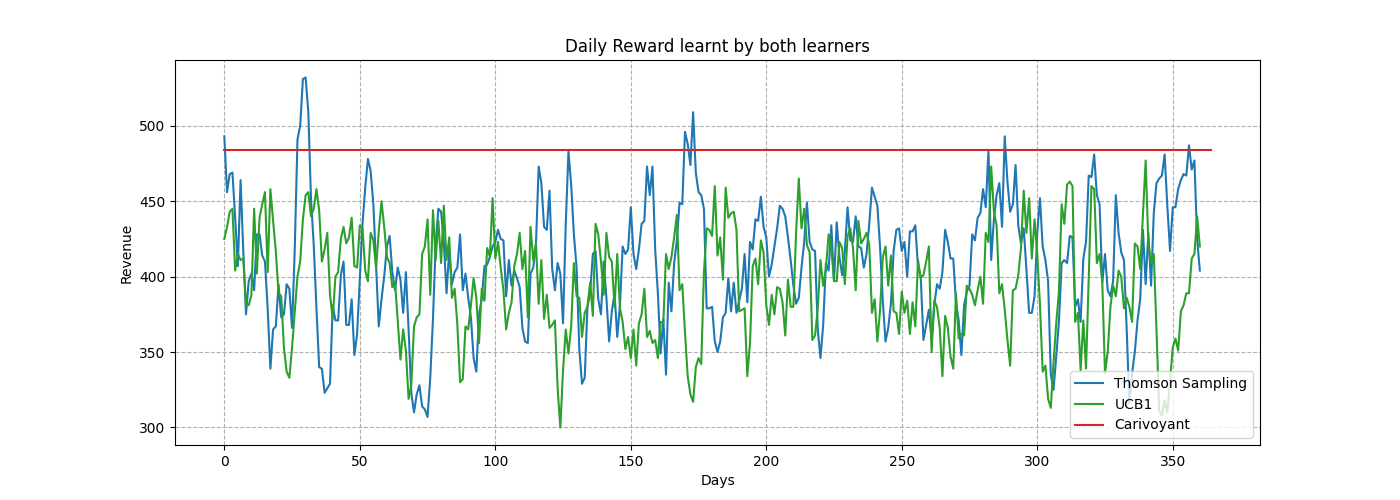 Daily Reward learnt by both learners
Revenue
500
450
400
350
300
0 50 100 150 200 250 300 350
Days
Thomson Sampling
UCB1
Carivoyant